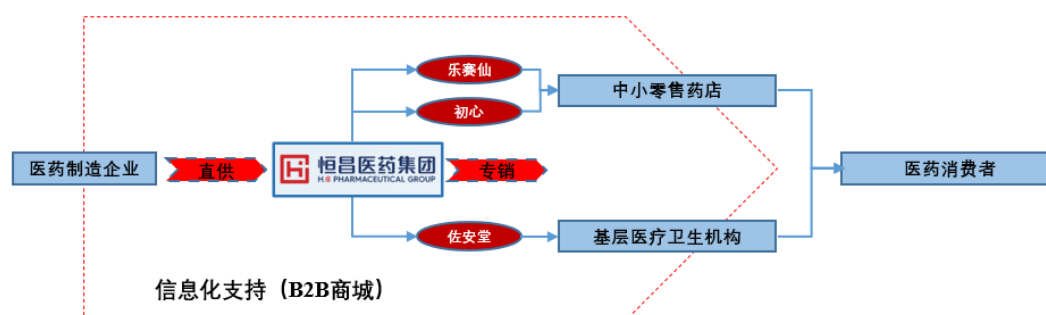 乐赛仙
初心
中小零售药店
医药制造企业
直供
恒昌医药集团
H.C PHARMACEUTICAL GROUP
专销
医药消费者
佐安堂
基层医疗卫生机构
信息化支持（B2B商城）